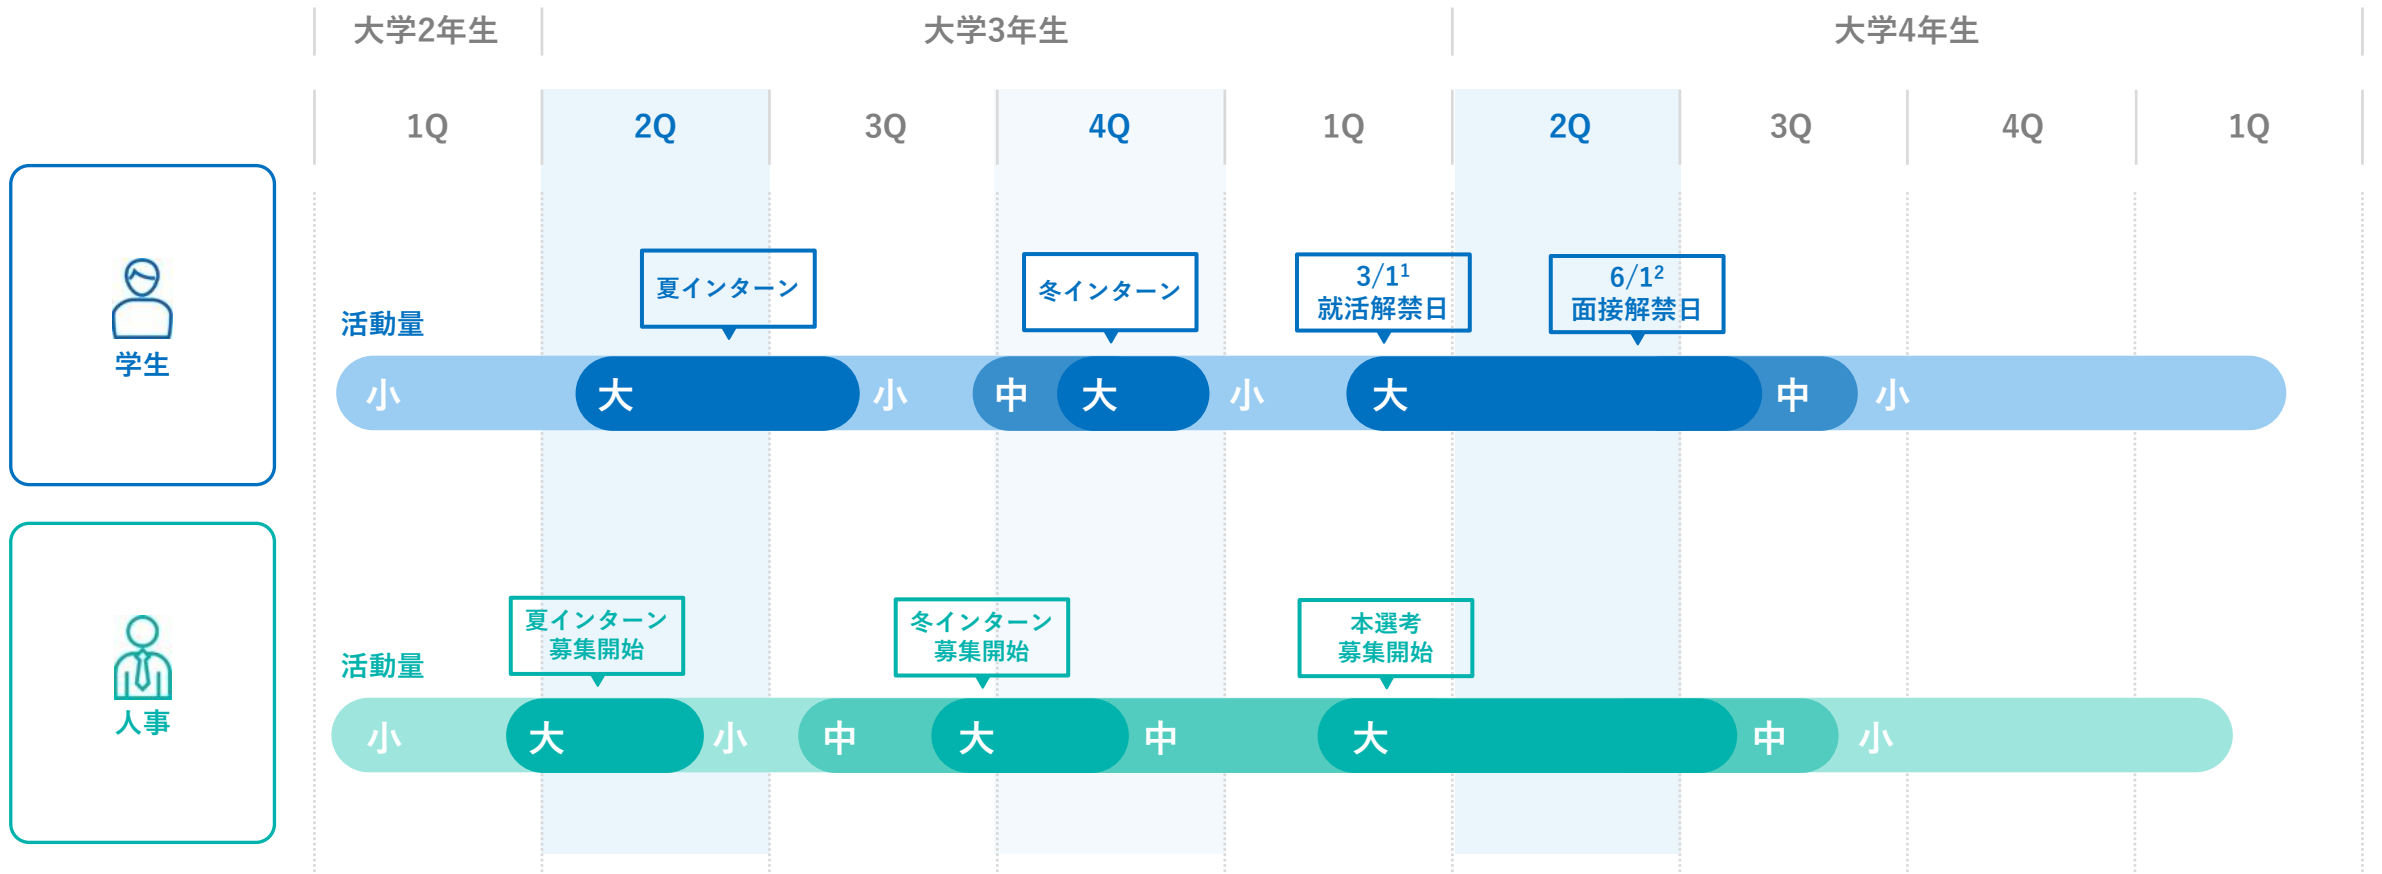 大学2年生
大学3年生
大学4年生
1Q
2Q
3Q
4Q
1Q
2Q
3Q
4Q
1Q
学生
活動量
夏インターン
冬インターン
3/1¹
就活解禁日
6/1²
面接解禁日
小
大
小
中
大
小
大
中
小
人事
活動量
夏インターン
募集開始
冬インターン
募集開始
本選考
募集開始
小
大
小
中
大
中
大
中
小